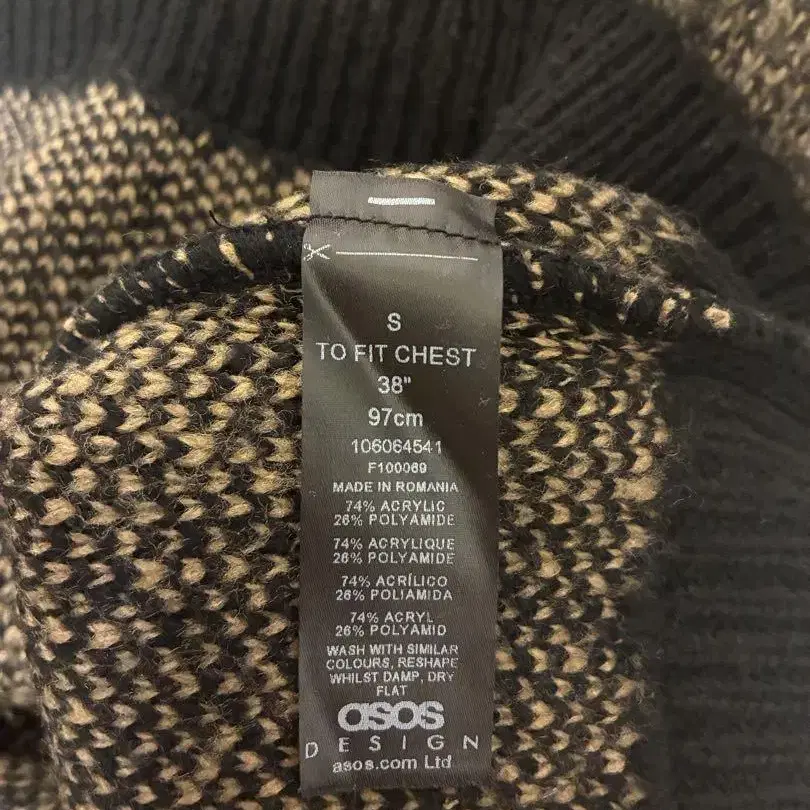 S
TO FIT CHEST
38"
97cm
106064541
F100069
MADE IN ROMANIA
74% ACRYLIC
26% POLYAMIDE
74% ACRYLIQUE
26% POLYAMIDE
74% ACRÍLICO
26% POLIAMIDA
74% ACRYL
26% POLYAMID
WASH WITH SIMILAR
COLOURS, RESHAPE
WHILST DAMP, DRY
FLAT
asos
DESIGN
asos.com Ltd